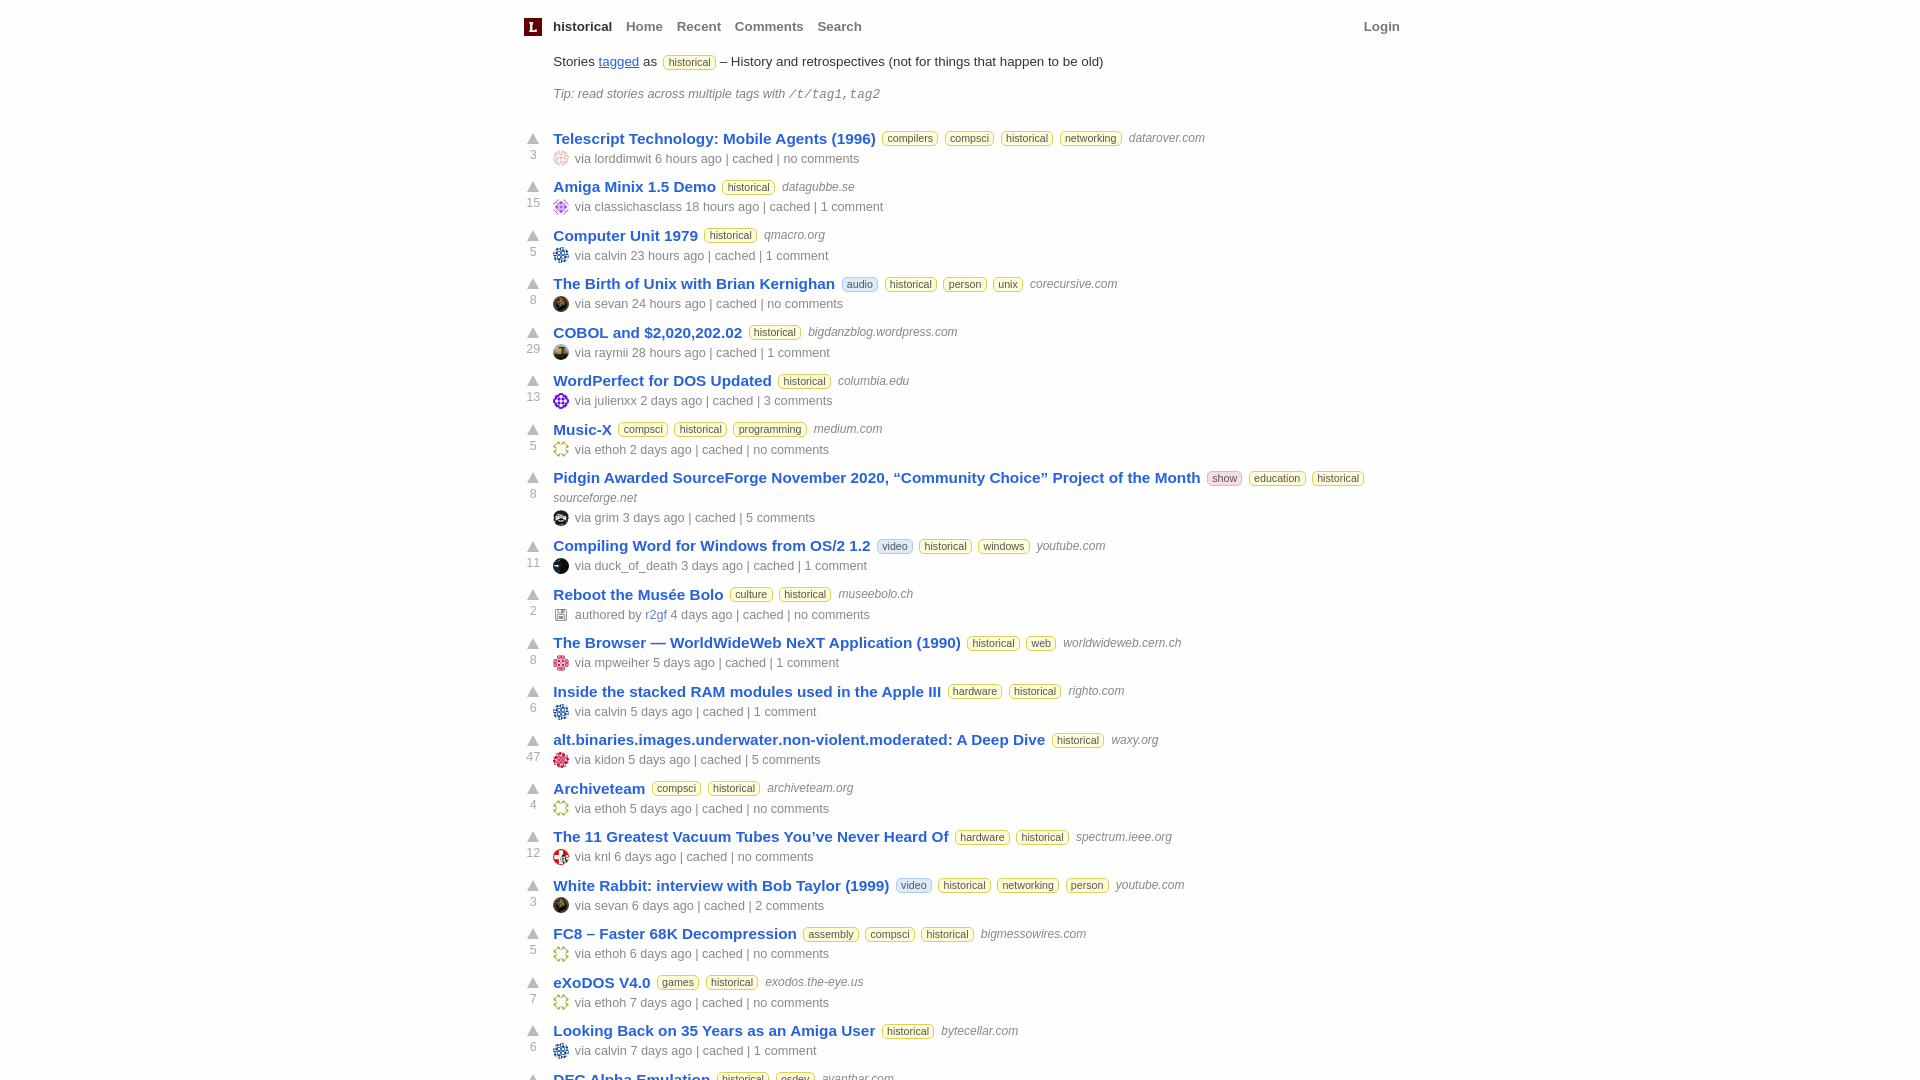 L historical Home Recent Comments Search Login
Stories tagged as historical – History and retrospectives (not for things that happen to be old)
Tip: read stories across multiple tags with /t/tag1,tag2
Telescript Technology: Mobile Agents (1996) compilers compsci historical networking datarover.com
3 via lorddimwit 6 hours ago | cached | no comments
Amiga Minix 1.5 Demo historical datagubbe.se
15 via classichasclass 18 hours ago | cached | 1 comment
Computer Unit 1979 historical qmacro.org
5 via calvin 23 hours ago | cached | 1 comment
The Birth of Unix with Brian Kernighan audio historical person unix corecursive.com
8 via sevan 24 hours ago | cached | no comments
COBOL and $2,020,202.02 historical bigdanzblog.wordpress.com
29 via raymii 28 hours ago | cached | 1 comment
WordPerfect for DOS Updated historical columbia.edu
13 via julienxx 2 days ago | cached | 3 comments
Music-X compsci historical programming medium.com
5 via ethoh 2 days ago | cached | no comments
Pidgin Awarded SourceForge November 2020, “Community Choice” Project of the Month show education historical
8 sourceforge.net
via grim 3 days ago | cached | 5 comments
Compiling Word for Windows from OS/2 1.2 video historical windows youtube.com
11 via duck_of_death 3 days ago | cached | 1 comment
Reboot the Musée Bolo culture historical museebolo.ch
2 authored by r2gf 4 days ago | cached | no comments
The Browser — WorldWideWeb NeXT Application (1990) historical web worldwideweb.cern.ch
8 via mpweiher 5 days ago | cached | 1 comment
Inside the stacked RAM modules used in the Apple III hardware historical righto.com
6 via calvin 5 days ago | cached | 1 comment
alt.binaries.images.underwater.non-violent.moderated: A Deep Dive historical waxy.org
47 via kidon 5 days ago | cached | 5 comments
Archiveteam compsci historical archiveteam.org
4 via ethoh 5 days ago | cached | no comments
The 11 Greatest Vacuum Tubes You’ve Never Heard Of hardware historical spectrum.ieee.org
12 via knl 6 days ago | cached | no comments
White Rabbit: interview with Bob Taylor (1999) video historical networking person youtube.com
3 via sevan 6 days ago | cached | 2 comments
FC8 – Faster 68K Decompression assembly compsci historical bigmessowires.com
5 via ethoh 6 days ago | cached | no comments
eXoDOS V4.0 games historical exodos.the-eye.us
7 via ethoh 7 days ago | cached | no comments
Looking Back on 35 Years as an Amiga User historical bytecellar.com
6 via calvin 7 days ago | cached | 1 comment
DEC Alpha Emulation historical osdev avanthar.com